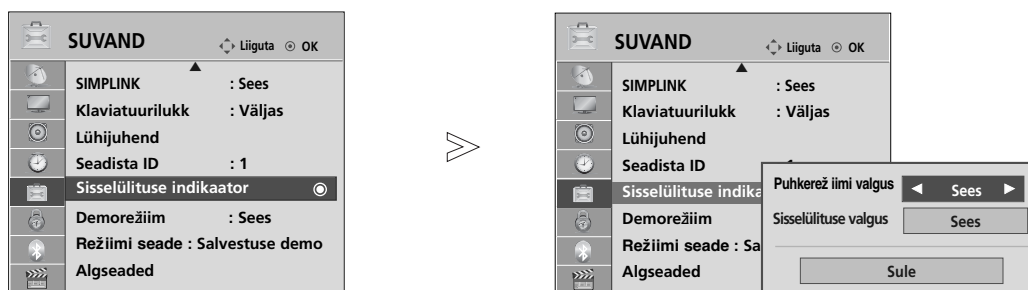 SUVAND
Liiguta OK
SIMPLINK : Sees
Klaviatuurilukk : Väljas
Lühijuhend
Seadista ID : 1
Sisselülituse indikaator
Demorežiim : Sees
Režiimi seade : Salvestuse demo
Algseaded
SUVAND
Liiguta OK
SIMPLINK : Sees
Klaviatuurilukk : Väljas
Lühijuhend
Seadista ID
Sisselülituse indika
Demorežiim
Režiimi seade : Sa
Algseaded
Puhkerež iimi valgus Sees
Sisselülituse valgus Sees
Sule